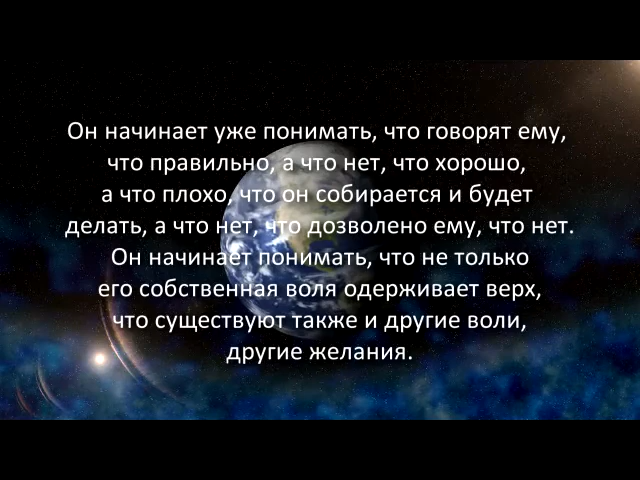 Он начинает уже понимать, что говорят ему,
что правильно, а что нет, что хорошо,
а что плохо, что он собирается и будет
делать, а что нет, что дозволено ему, что нет.
Он начинает понимать, что не только
его собственная воля одерживает верх,
что существуют также и другие воли,
другие желания.